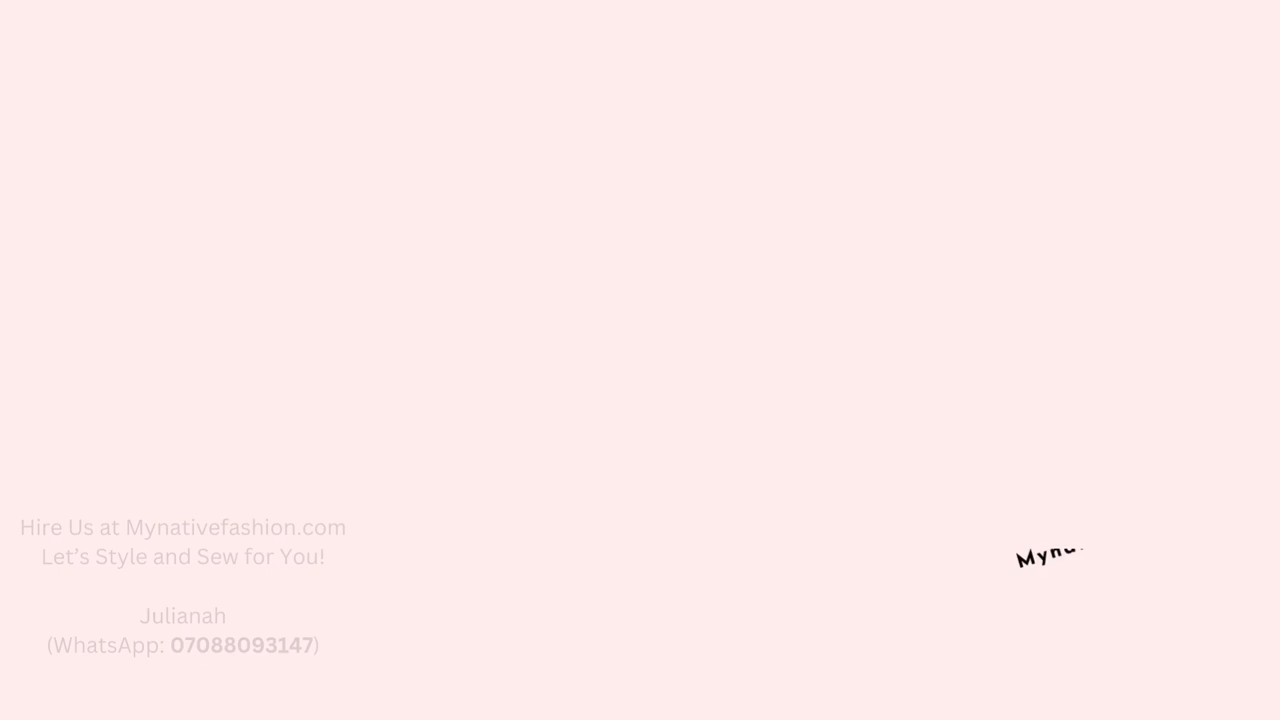 Hire Us at Mynativefashion.com
Let’s Style and Sew for You!
Julianah
(WhatsApp: 07088093147)